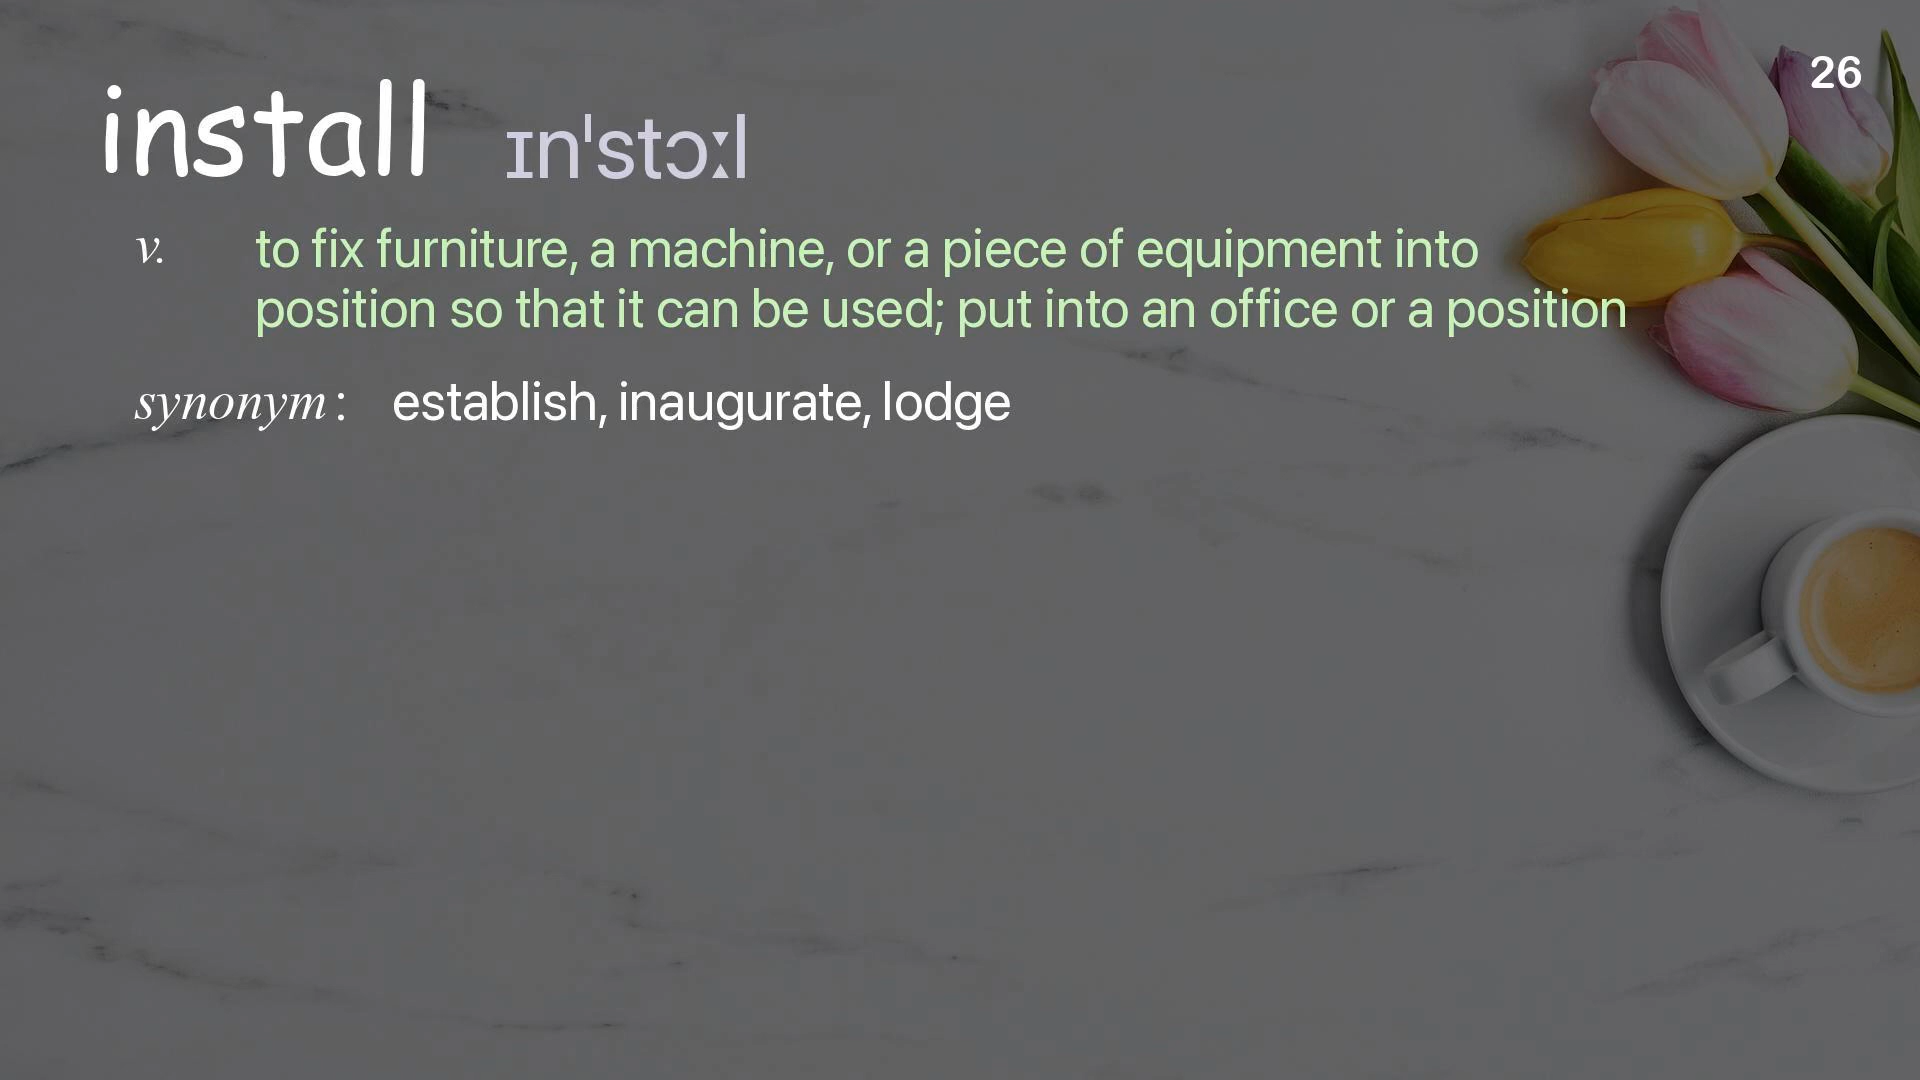 26
install ɪnˈstɔːl
v. to fix furniture, a machine, or a piece of equipment into
position so that it can be used; put into an office or a position
synonym : establish, inaugurate, lodge